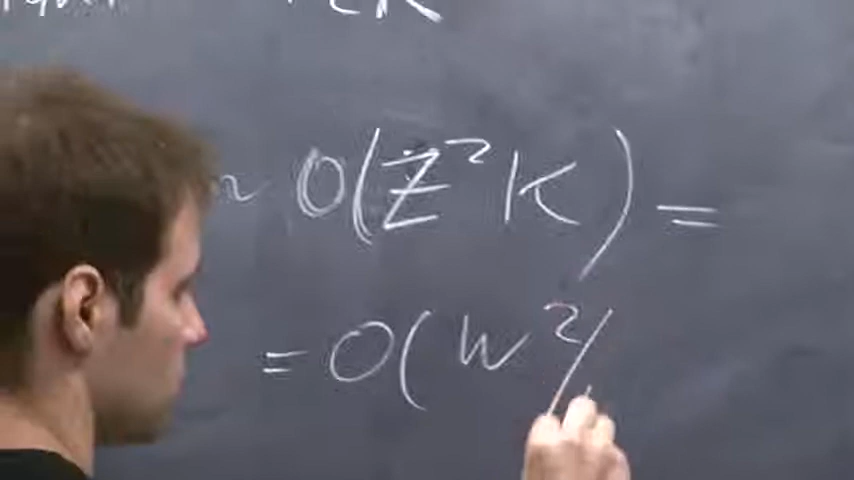 ~ O(Z²K) =
= O(W²/